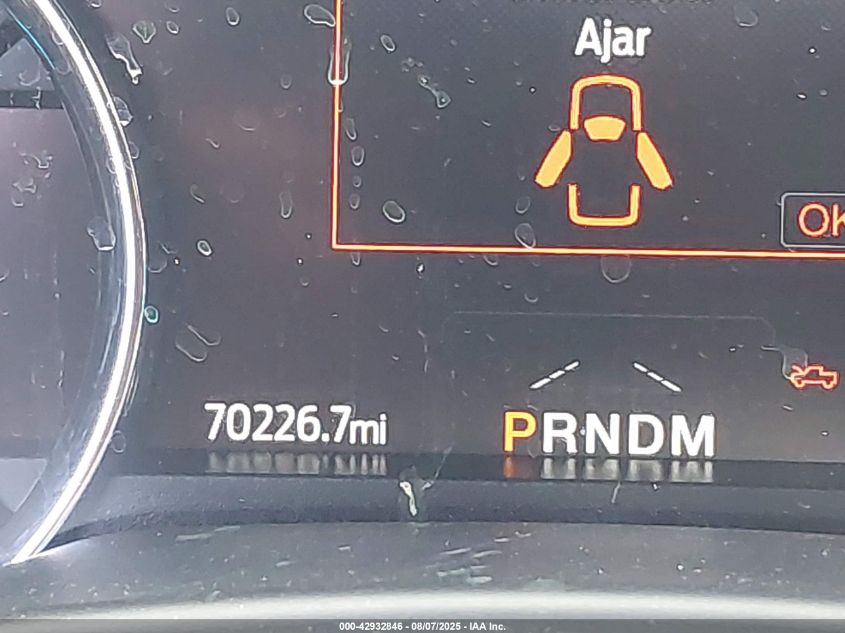 Ajar
OK
70226.7mi
PRNDM
000-42932846 - 08/07/2025 - IAA Inc.